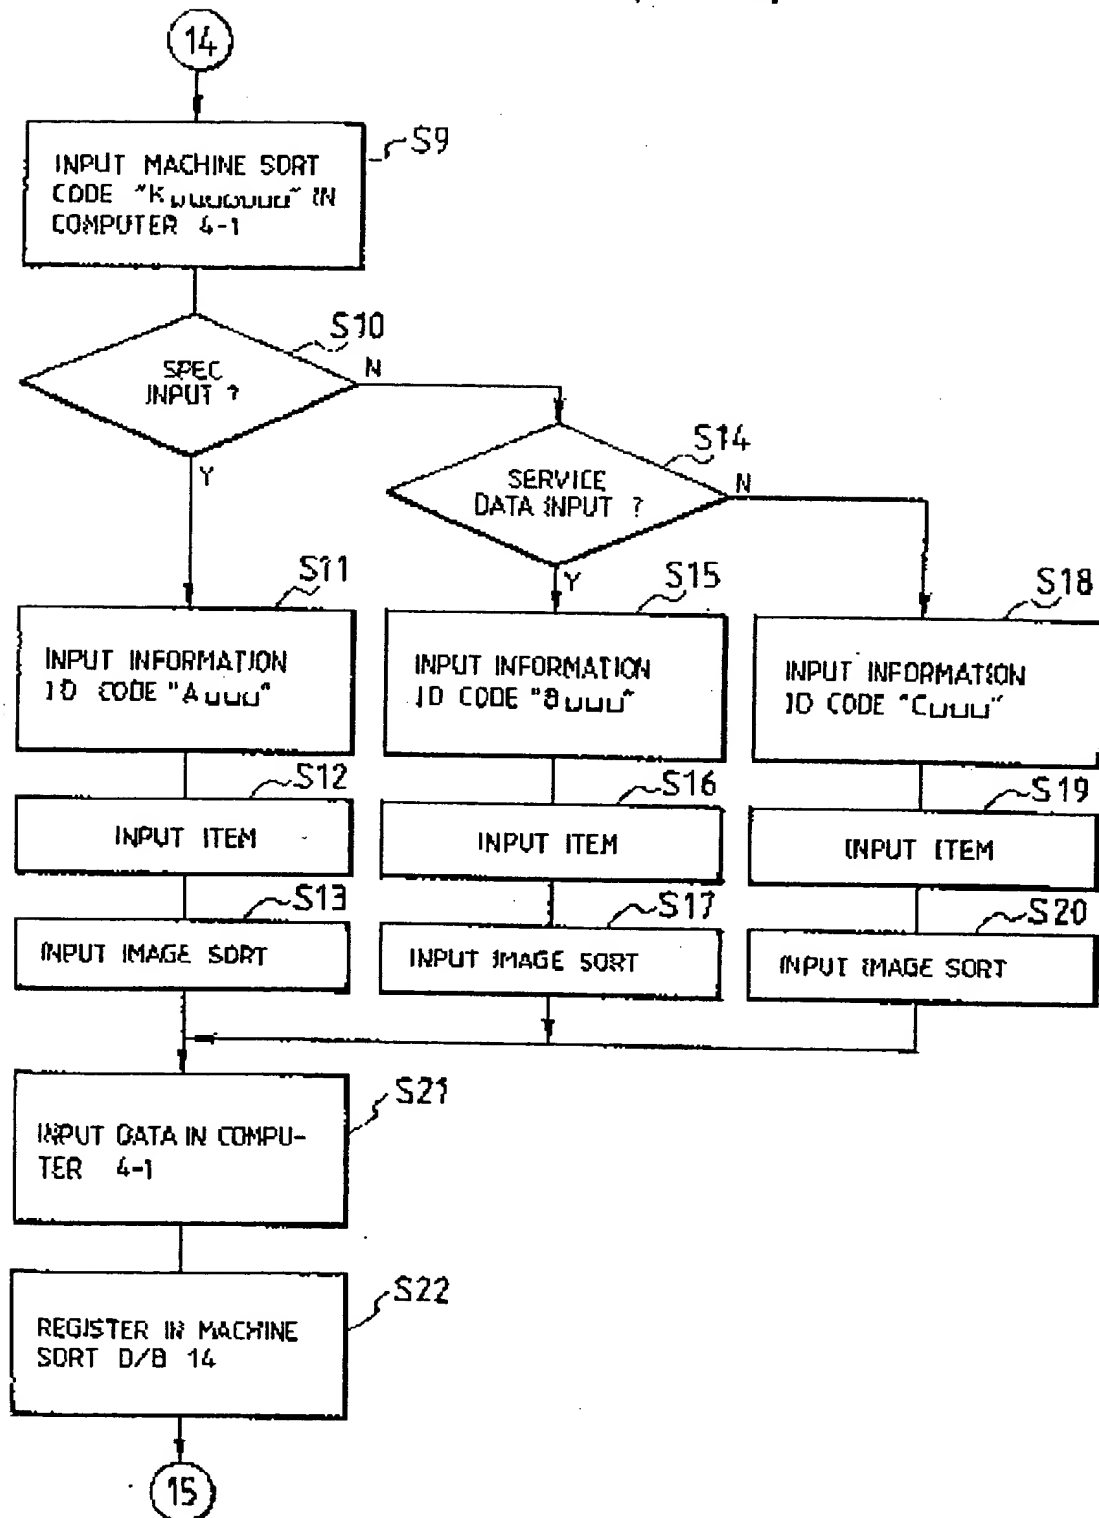 14
S9
INPUT MACHINE SORT
CODE "K␣␣␣␣␣␣␣" IN
COMPUTER 4-1
S10
SPEC
INPUT ?
N
Y
S14
SERVICE
DATA INPUT ?
N
Y
S11
INPUT INFORMATION
ID CODE "A␣␣␣"
S15
INPUT INFORMATION
ID CODE "B␣␣␣"
S18
INPUT INFORMATION
ID CODE "C␣␣␣"
S12
INPUT ITEM
S16
INPUT ITEM
S19
INPUT ITEM
S13
INPUT IMAGE SORT
S17
INPUT IMAGE SORT
S20
INPUT IMAGE SORT
S21
INPUT DATA IN COMPU-
TER 4-1
S22
REGISTER IN MACHINE
SORT D/B 14
15